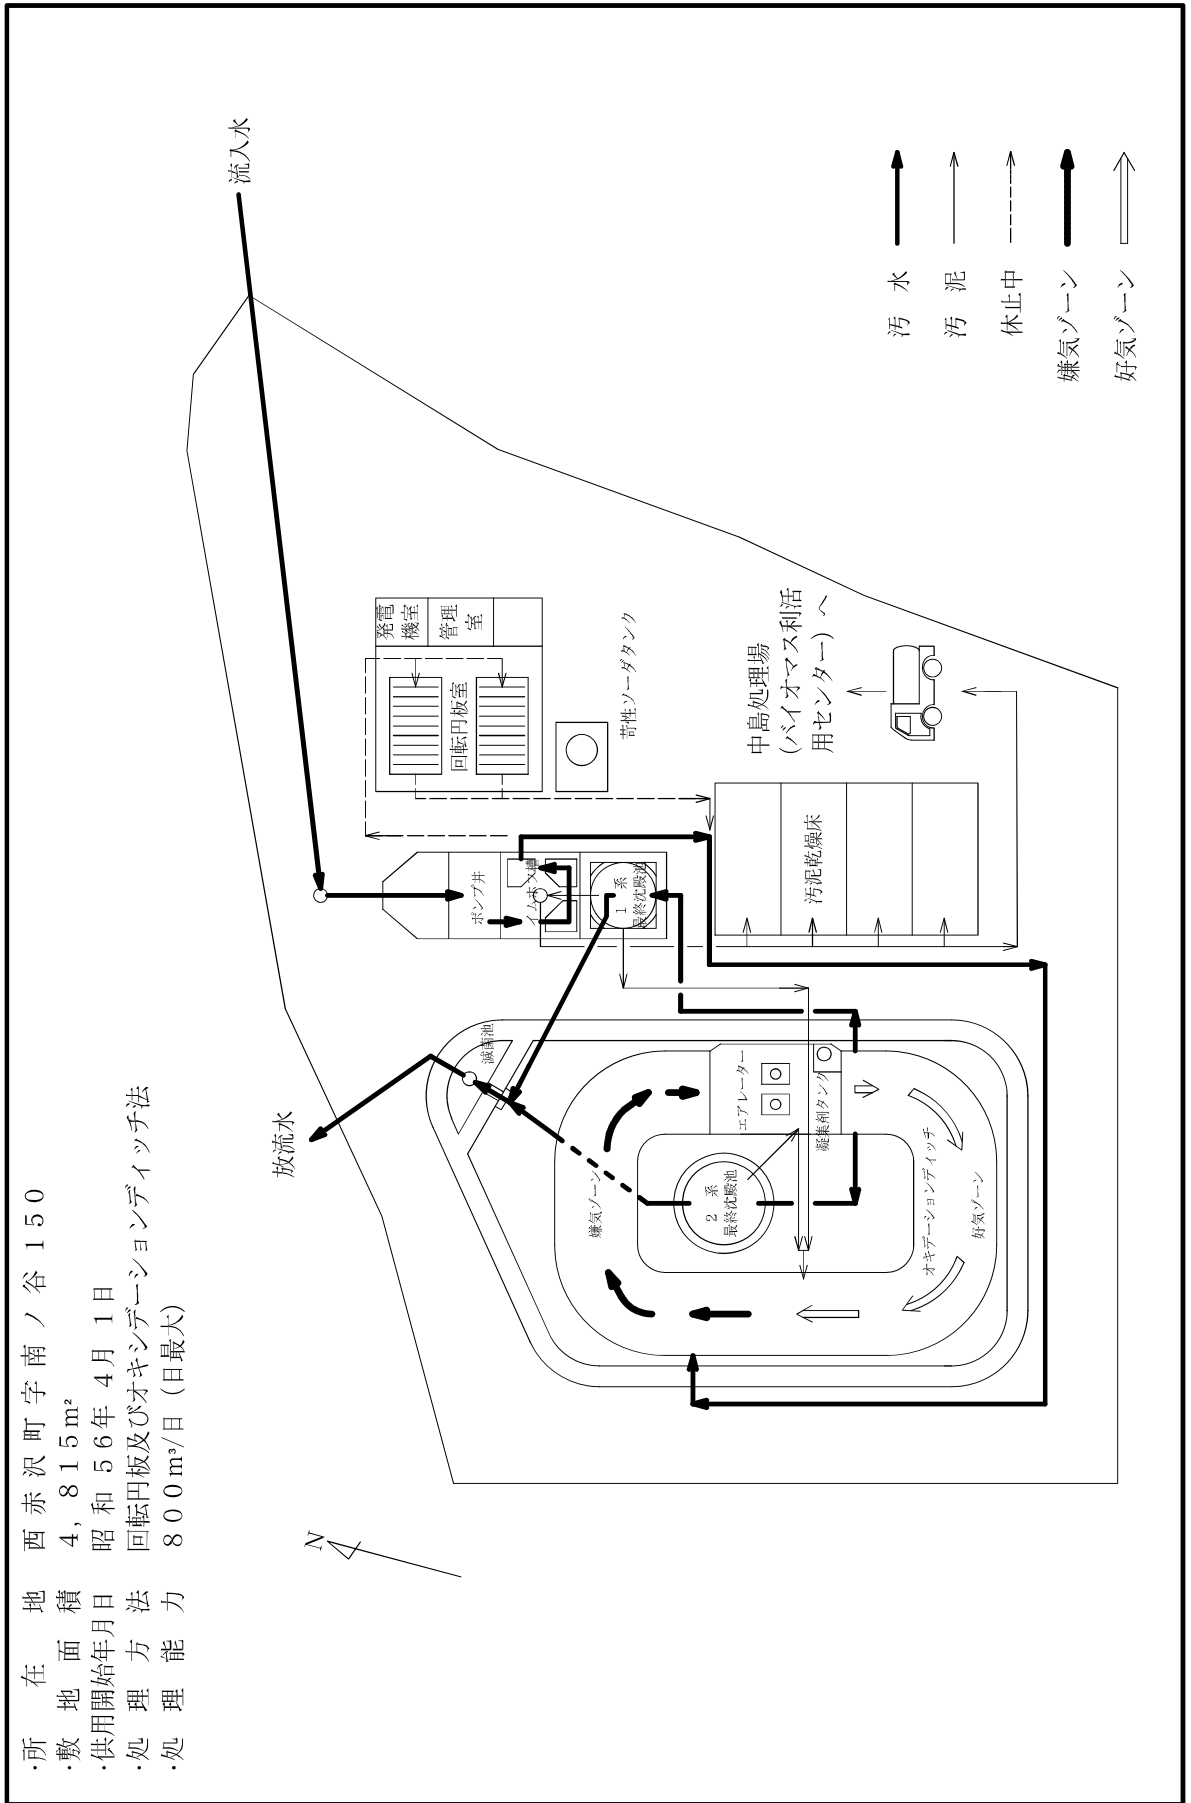 ・所在地 西赤沢町字南ノ谷150
・敷地面積 4,815m²
・供用開始年月日 昭和56年4月1日
・処理方法 回転円板及びオキシデーションディッチ法
・処理能力 800m³/日(日最大)
N
流入水
放流水
滅菌池
ポンプ井
イムホフ槽
1系
最終沈殿池
発電
機室
管理
室
回転円板室
苛性ソーダタンク
中島処理場
(バイオマス利活
用センター)へ
汚泥乾燥床
エアレーター
凝集剤タンク
2系
最終沈殿池
嫌気ゾーン
オキデーションディッチ
好気ゾーン
汚水
汚泥
休止中
嫌気ゾーン
好気ゾーン